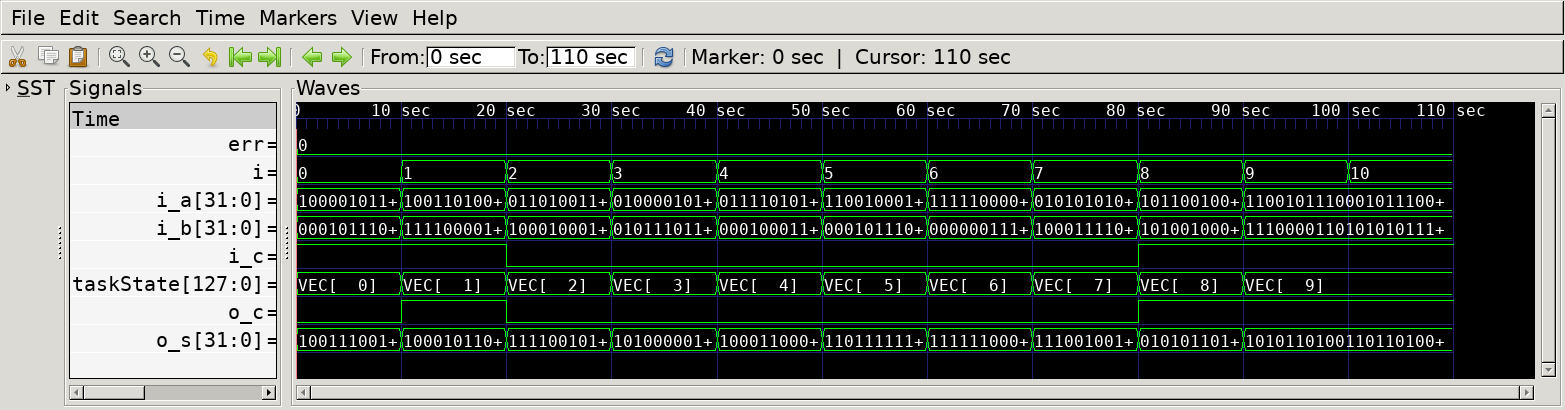 File Edit Search Time Markers View Help
From: 0 sec To: 110 sec Marker: 0 sec | Cursor: 110 sec
SST Signals Waves
0 10 sec 20 sec 30 sec 40 sec 50 sec 60 sec 70 sec 80 sec 90 sec 100 sec 110 sec
Time
err= 0
i= 0 1 2 3 4 5 6 7 8 9 10
i_a[31:0]= 100001011+ 100110100+ 011010011+ 010000101+ 011110101+ 110010001+ 111110000+ 010101010+ 101100100+ 1100101110001011100+
i_b[31:0]= 000101110+ 111100001+ 100010001+ 010111011+ 000100011+ 000101110+ 000000111+ 100011110+ 101001000+ 1110000110101010111+
i_c=
taskState[127:0]= VEC[  0] VEC[  1] VEC[  2] VEC[  3] VEC[  4] VEC[  5] VEC[  6] VEC[  7] VEC[  8] VEC[  9]
o_c=
o_s[31:0]= 100111001+ 100010110+ 111100101+ 101000001+ 100011000+ 110111111+ 111111000+ 111001001+ 010101101+ 1010110100110110100+